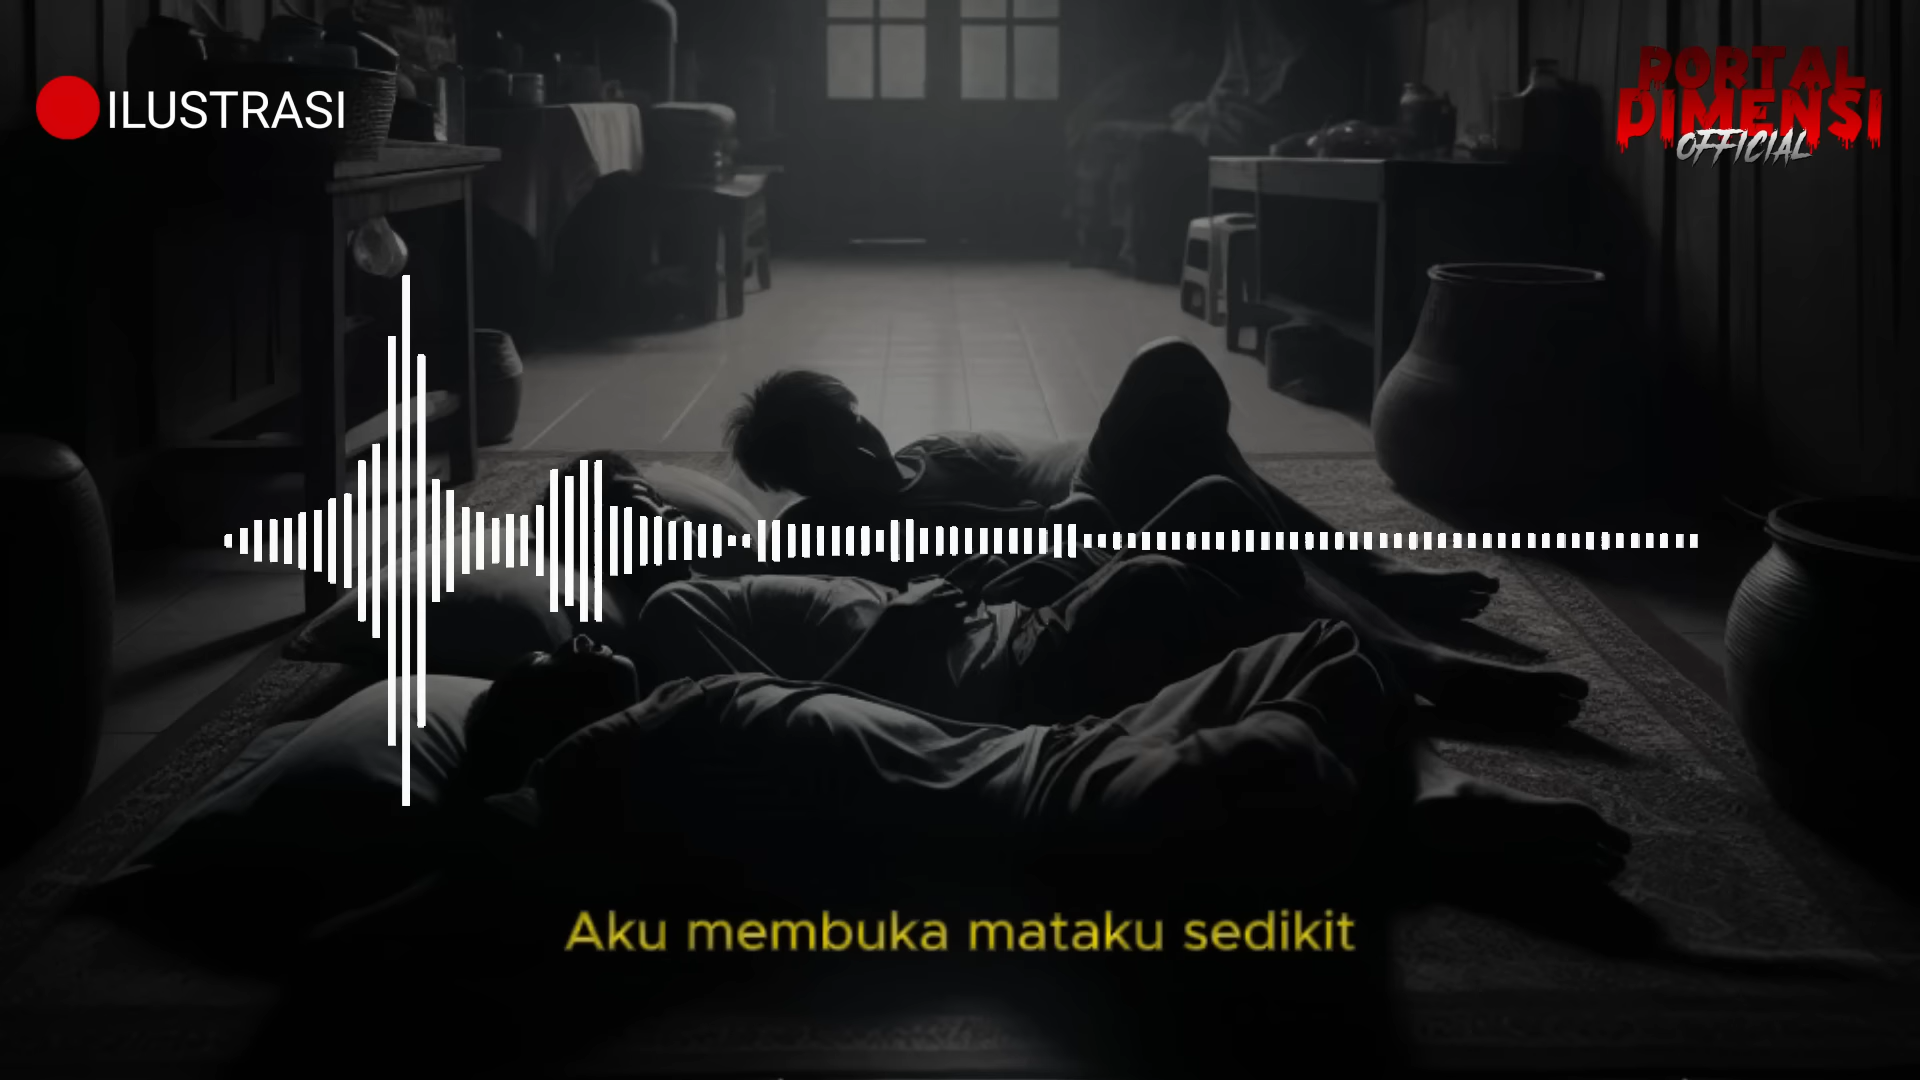 ILUSTRASI
PORTAL
DIMENSI
OFFICIAL
Aku membuka mataku sedikit